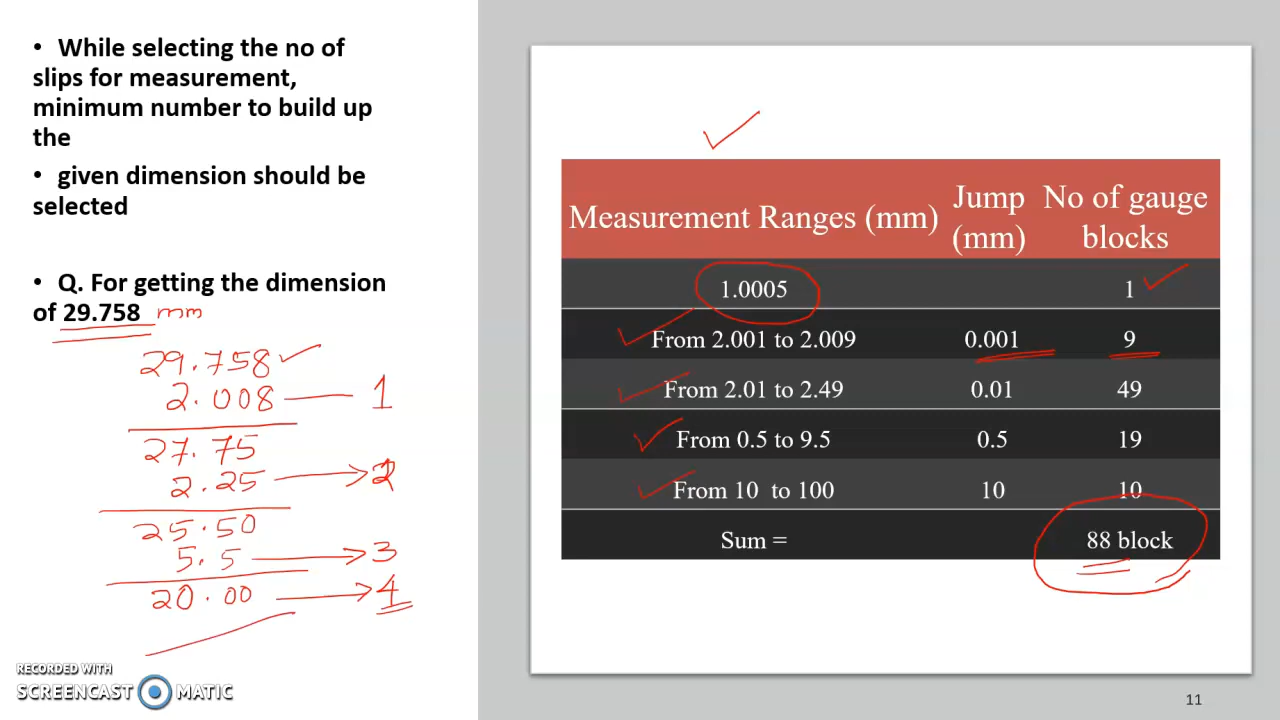 • While selecting the no of
slips for measurement,
minimum number to build up
the
• given dimension should be
selected
• Q. For getting the dimension
of 29.758 mm
29.758
2.008 1
27.75
2.25 2
25.50
5.5 3
20.00 4
Measurement Ranges (mm) Jump (mm) No of gauge blocks
1.0005 1
From 2.001 to 2.009 0.001 9
From 2.01 to 2.49 0.01 49
From 0.5 to 9.5 0.5 19
From 10 to 100 10 10
Sum = 88 block
RECORDED WITH
SCREENCAST MATIC
11